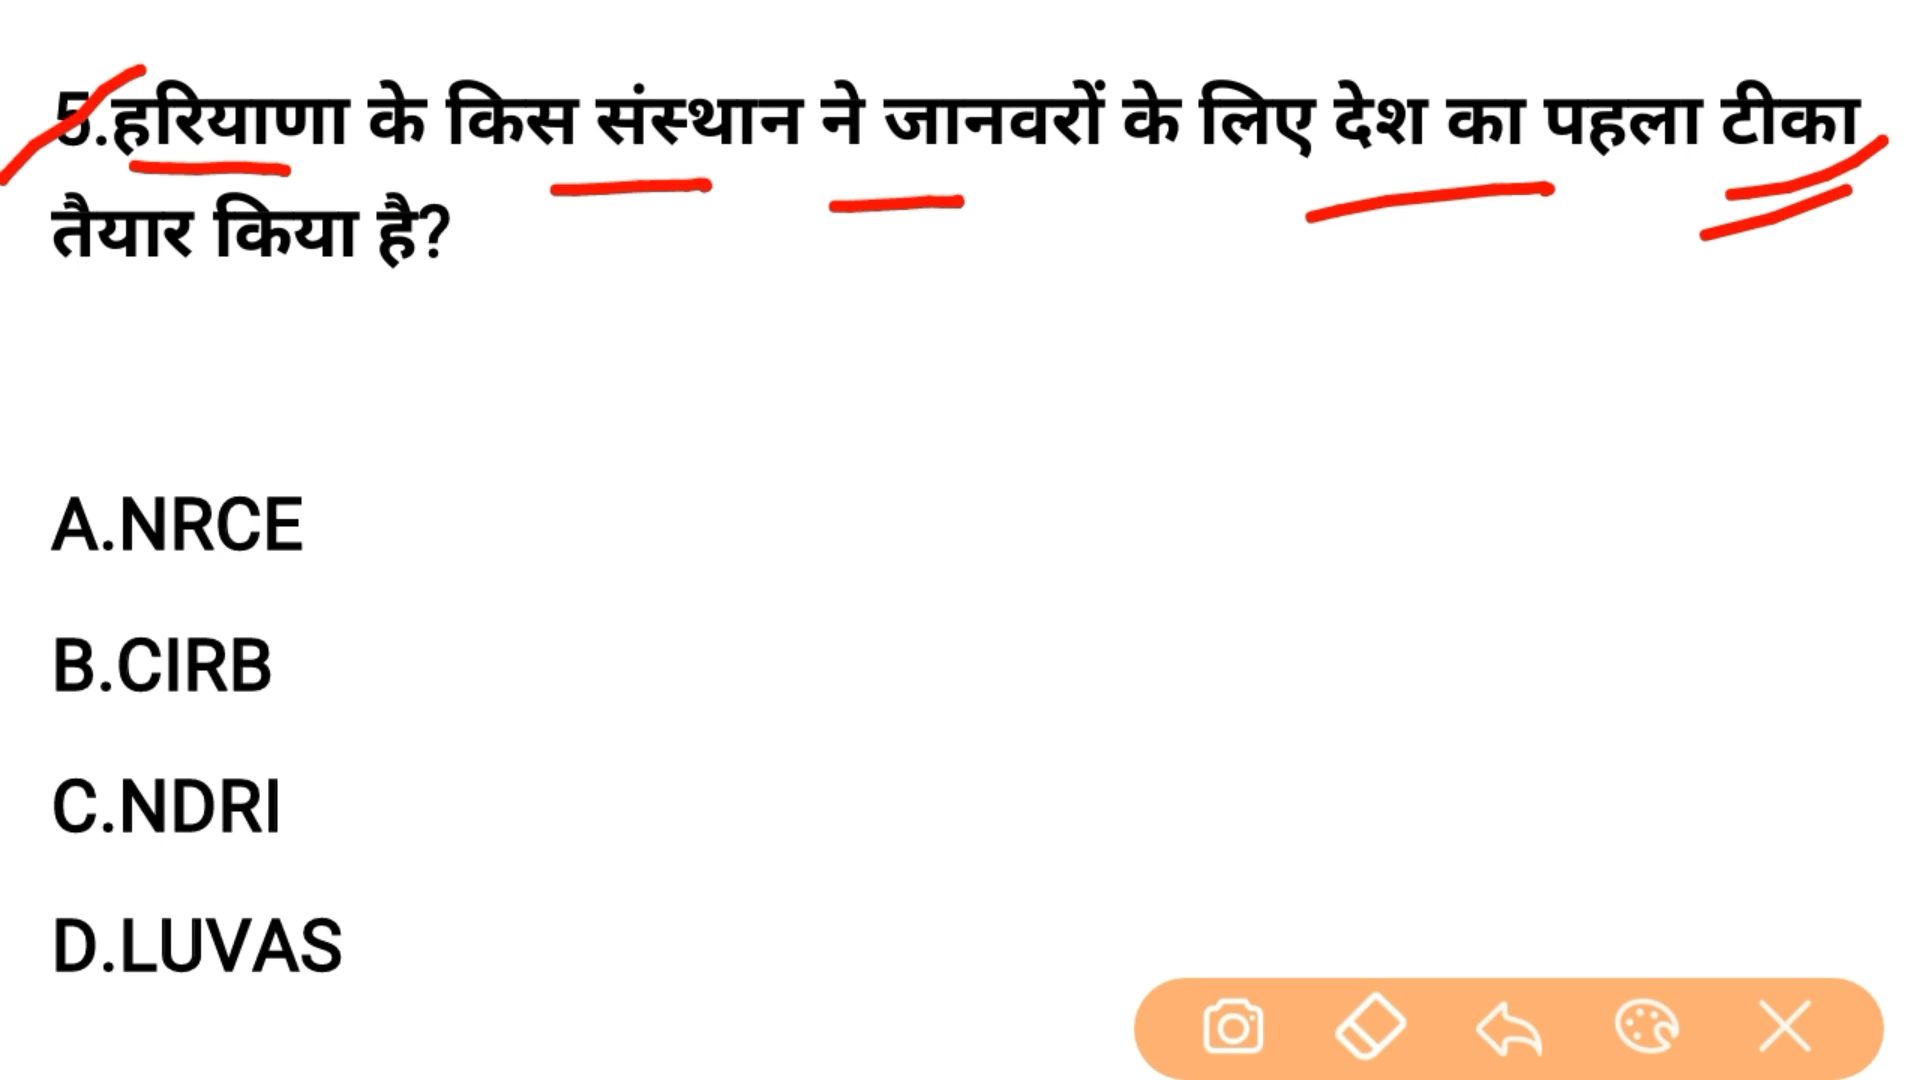 5.हरियाणा के किस संस्थान ने जानवरों के लिए देश का पहला टीका
तैयार किया है?
A.NRCE
B.CIRB
C.NDRI
D.LUVAS